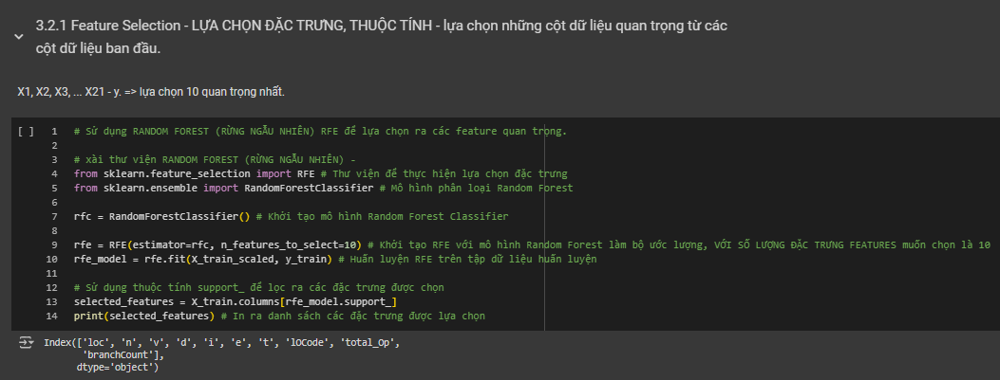 3.2.1 Feature Selection - LỰA CHỌN ĐẶC TRƯNG, THUỘC TÍNH - lựa chọn những cột dữ liệu quan trọng từ các
cột dữ liệu ban đầu.
X1, X2, X3, ... X21 - y. => lựa chọn 10 quan trọng nhất.
[ ] 1 # Sử dụng RANDOM FOREST (RỪNG NGẪU NHIÊN) RFE để lựa chọn ra các feature quan trọng.
2
3 # xài thư viện RANDOM FOREST (RỪNG NGẪU NHIÊN) -
4 from sklearn.feature_selection import RFE # Thư viện để thực hiện lựa chọn đặc trưng
5 from sklearn.ensemble import RandomForestClassifier # Mô hình phân loại Random Forest
6
7 rfc = RandomForestClassifier() # Khởi tạo mô hình Random Forest Classifier
8
9 rfe = RFE(estimator=rfc, n_features_to_select=10) # Khởi tạo RFE với mô hình Random Forest làm bộ ước lượng, VỚI SỐ LƯỢNG ĐẶC TRƯNG FEATURES muốn chọn là 10
10 rfe_model = rfe.fit(X_train_scaled, y_train) # Huấn luyện RFE trên tập dữ liệu huấn luyện
11
12 # Sử dụng thuộc tính support_ để lọc ra các đặc trưng được chọn
13 selected_features = X_train.columns[rfe_model.support_]
14 print(selected_features) # In ra danh sách các đặc trưng được lựa chọn
Index(['loc', 'n', 'v', 'd', 'i', 'e', 't', 'lOCode', 'total_Op',
'branchCount'],
dtype='object')